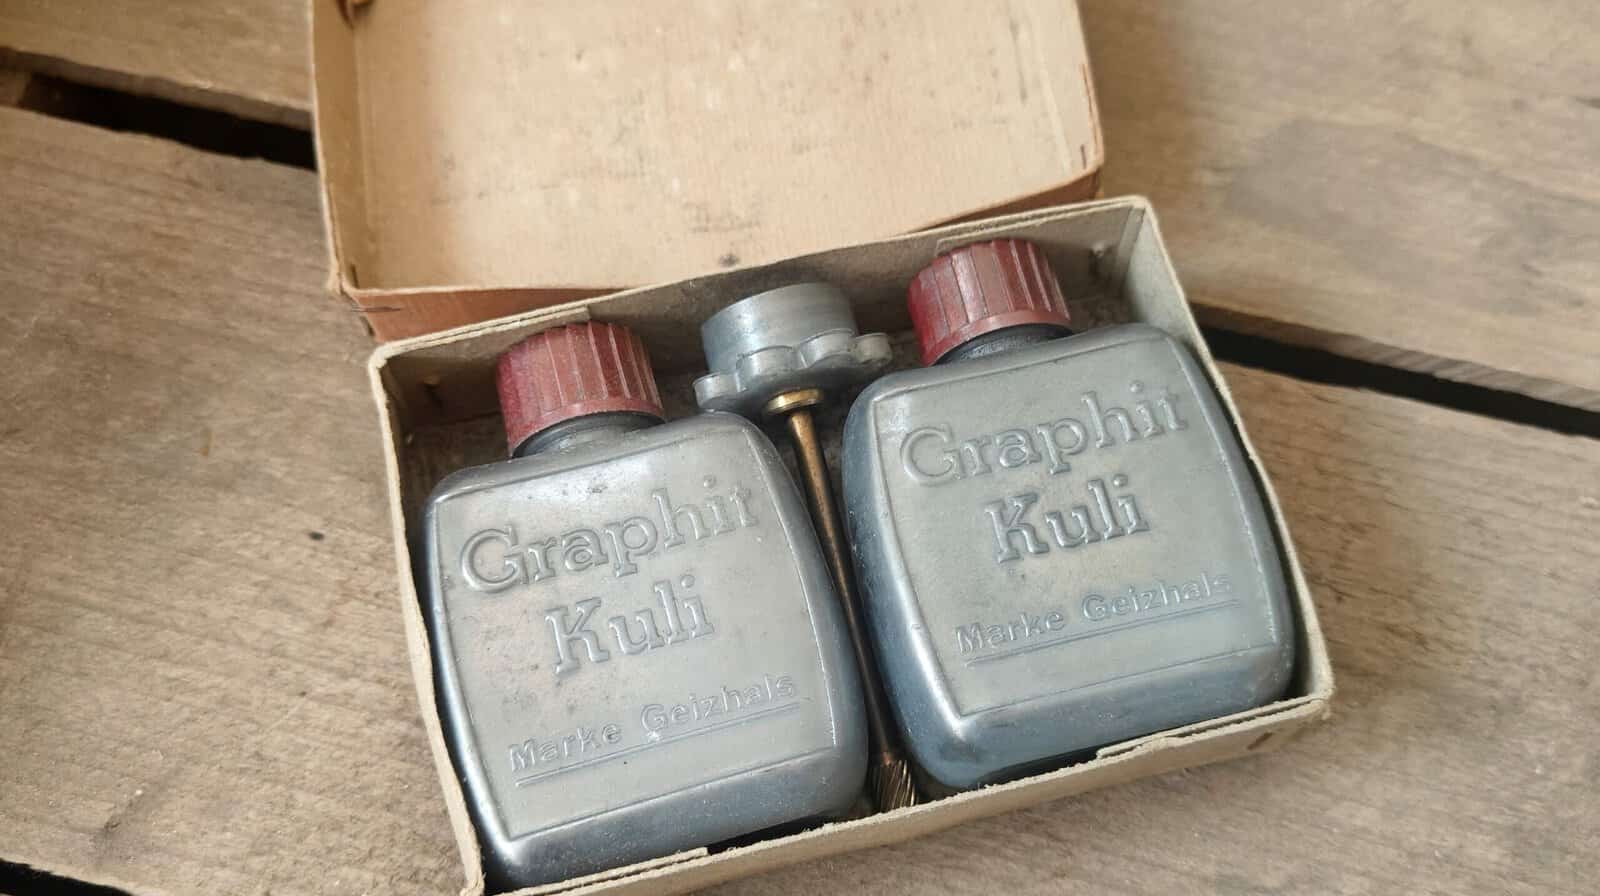 Graphit
Kuli
Marke Geizhals
Graphit
Kuli
Marke Geizhals